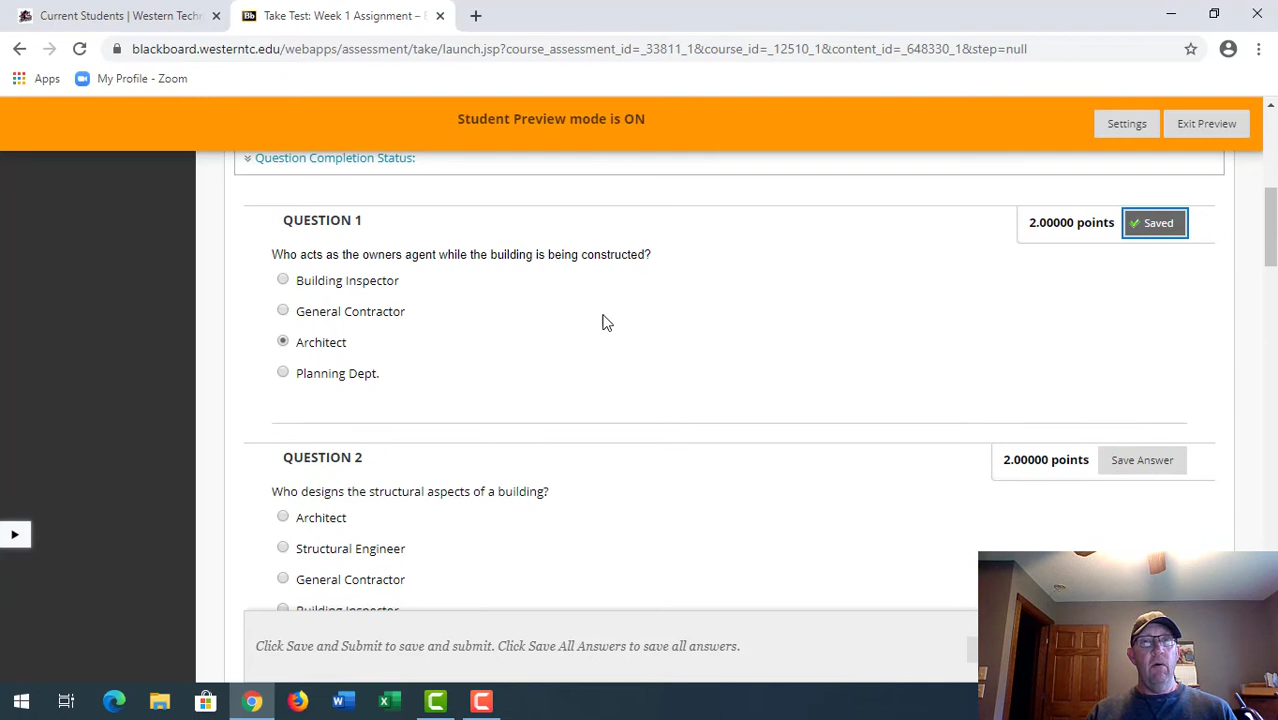 Current Students | Western Techn
Bb
Take Test: Week 1 Assignment –
blackboard.westerntc.edu/webapps/assessment/take/launch.jsp?course_assessment_id=_33811_1&course_id=_12510_1&content_id=_648330_1&step=null
Apps
My Profile - Zoom
Student Preview mode is ON
Settings
Exit Preview
Question Completion Status:
QUESTION 1
2.00000 points
Saved
Who acts as the owners agent while the building is being constructed?
Building Inspector
General Contractor
Architect
Planning Dept.
QUESTION 2
2.00000 points
Save Answer
Who designs the structural aspects of a building?
Architect
Structural Engineer
General Contractor
Building Inspector
Click Save and Submit to save and submit. Click Save All Answers to save all answers.